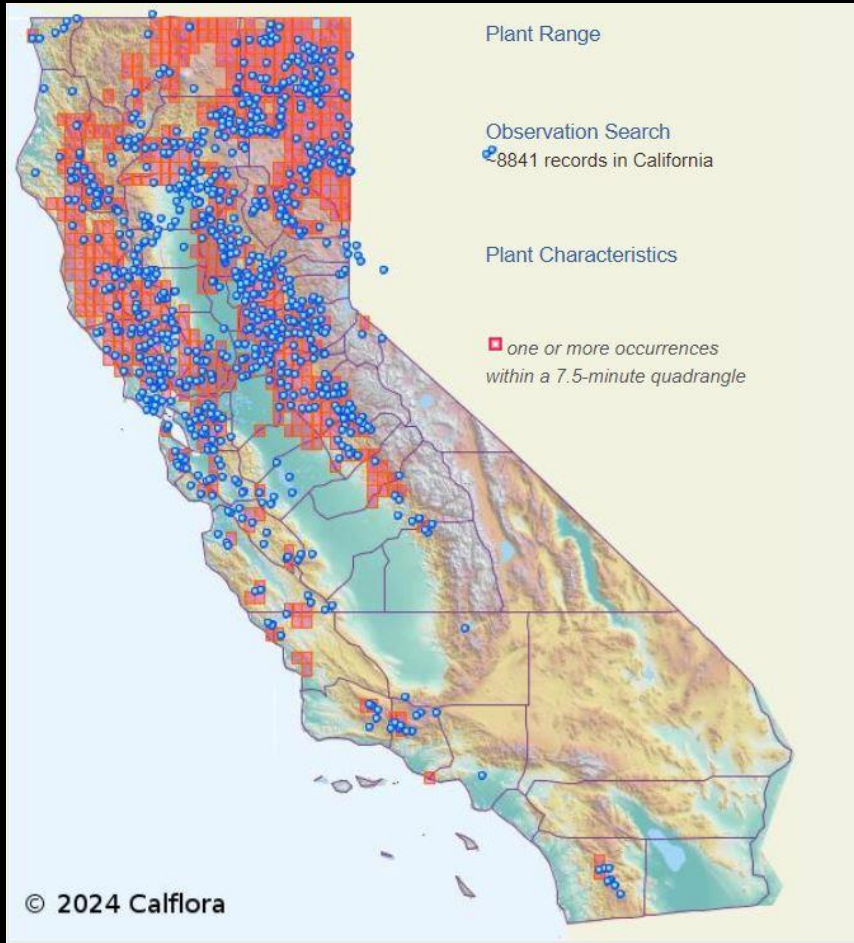 Plant Range
Observation Search
~8841 records in California
Plant Characteristics
one or more occurrences
within a 7.5-minute quadrangle
© 2024 Calflora